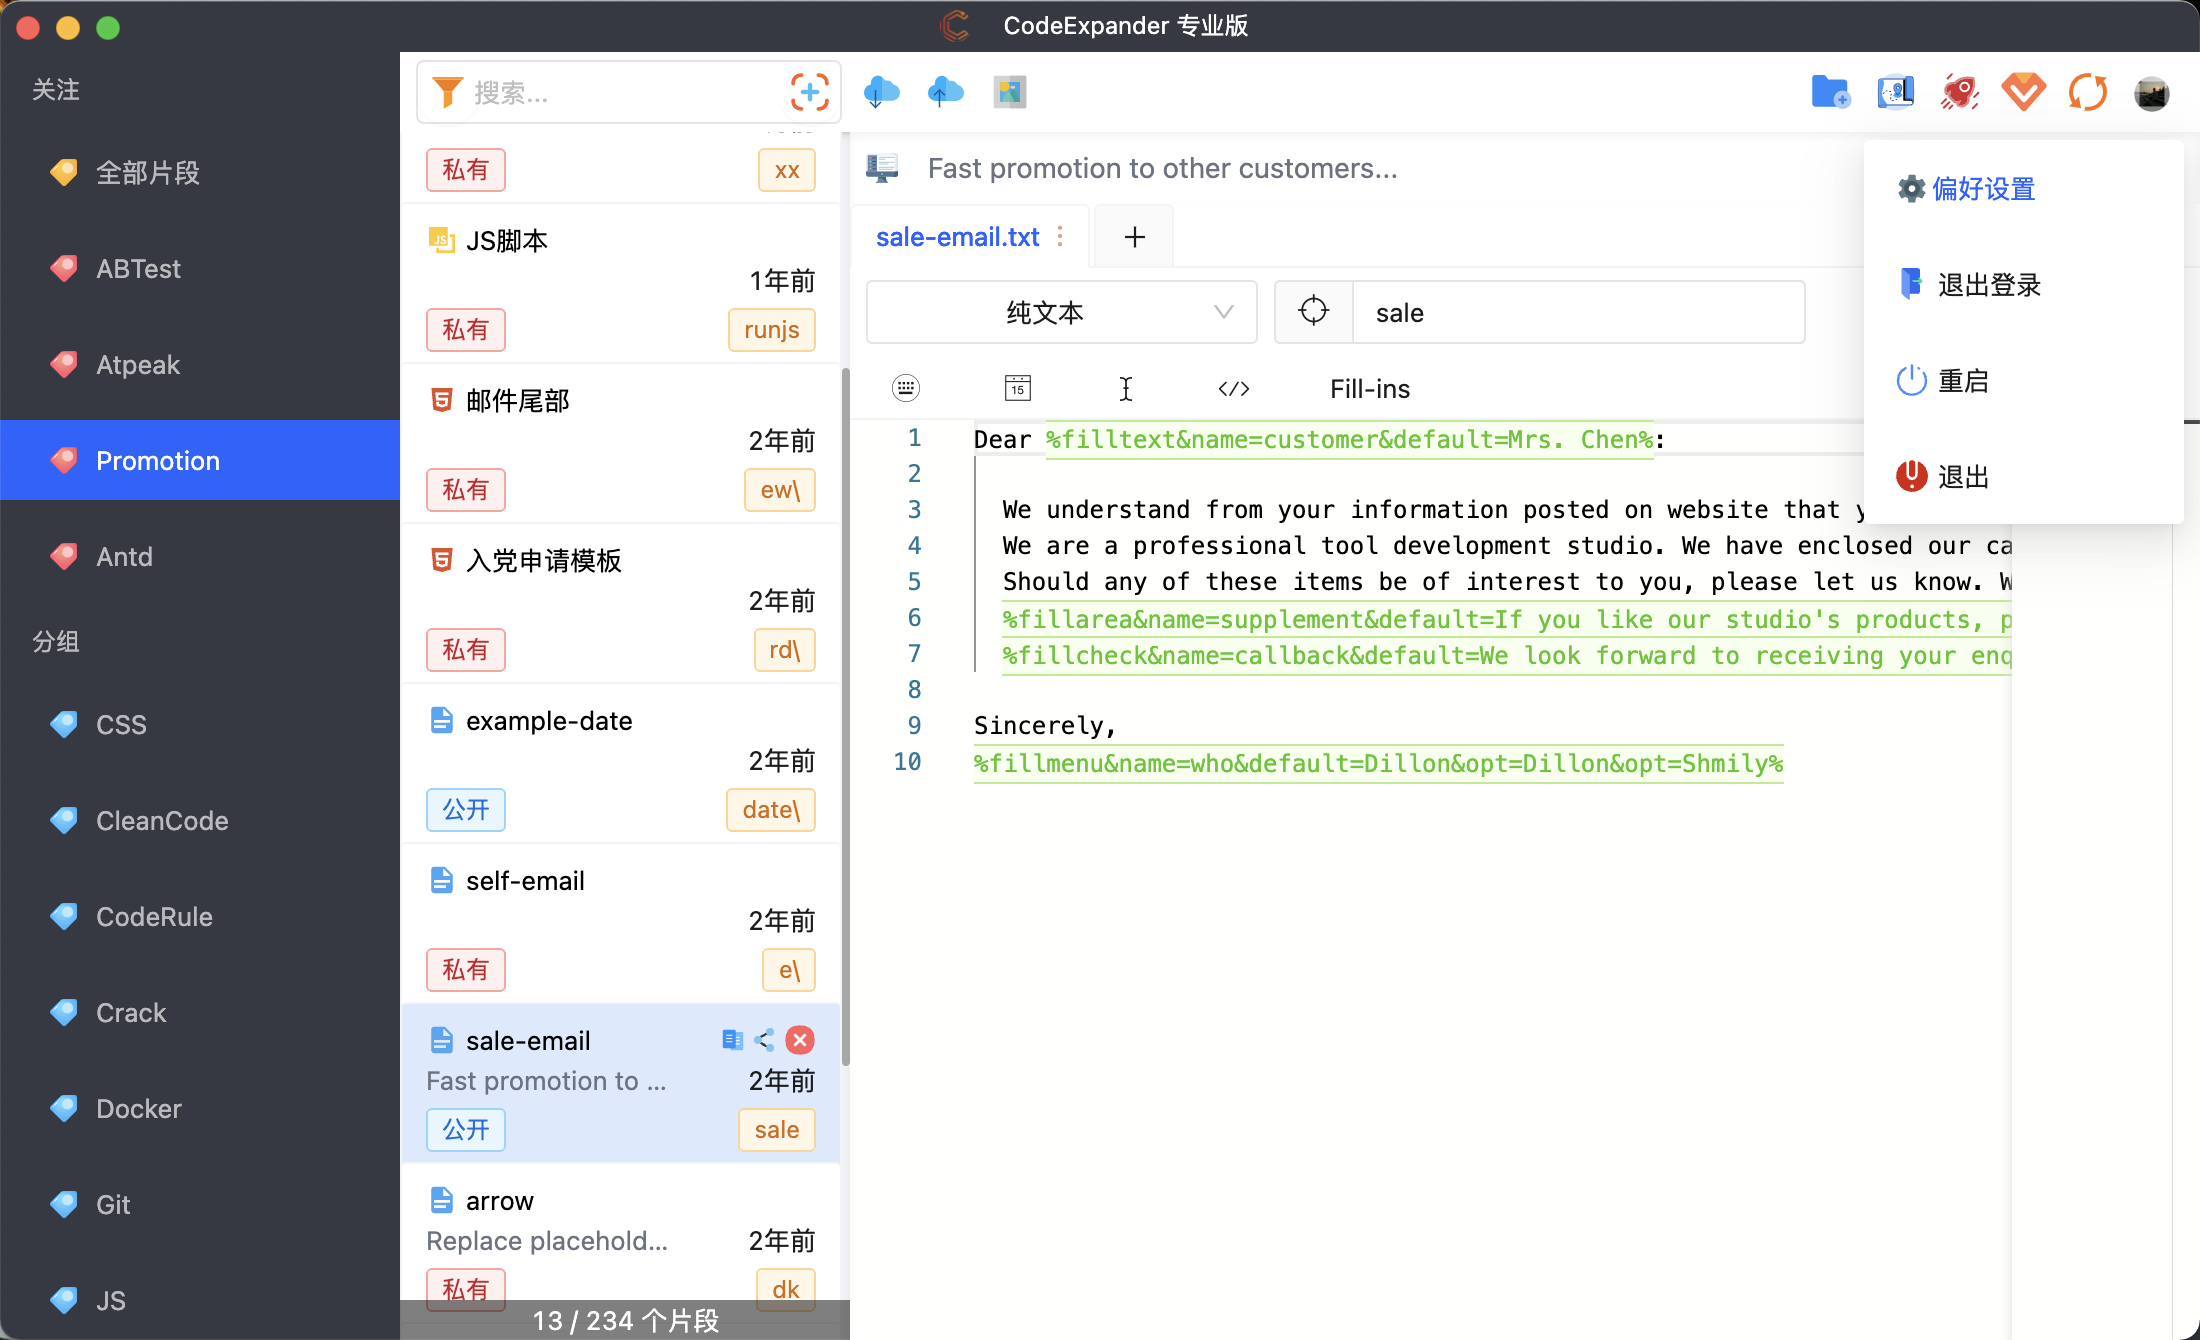 CodeExpander 专业版
关注
全部片段
ABTest
Atpeak
Promotion
Antd
分组
CSS
CleanCode
CodeRule
Crack
Docker
Git
JS
搜索...
私有
xx
JS脚本
1年前
私有
runjs
邮件尾部
2年前
私有
ew\
入党申请模板
2年前
私有
rd\
example-date
2年前
公开
date\
self-email
2年前
私有
e\
sale-email
Fast promotion to ...
2年前
公开
sale
arrow
Replace placehold...
2年前
私有
dk
13 / 234 个片段
Fast promotion to other customers...
sale-email.txt
+
纯文本
sale
15
</>
Fill-ins
1 Dear %filltext&name=customer&default=Mrs. Chen%:
2
3 We understand from your information posted on website that
4 We are a professional tool development studio. We have enclosed our ca
5 Should any of these items be of interest to you, please let us know. W
6 %fillarea&name=supplement&default=If you like our studio's products, p
7 %fillcheck&name=callback&default=We look forward to receiving your enq
8
9 Sincerely,
10 %fillmenu&name=who&default=Dillon&opt=Dillon&opt=Shmily%
偏好设置
退出登录
重启
退出